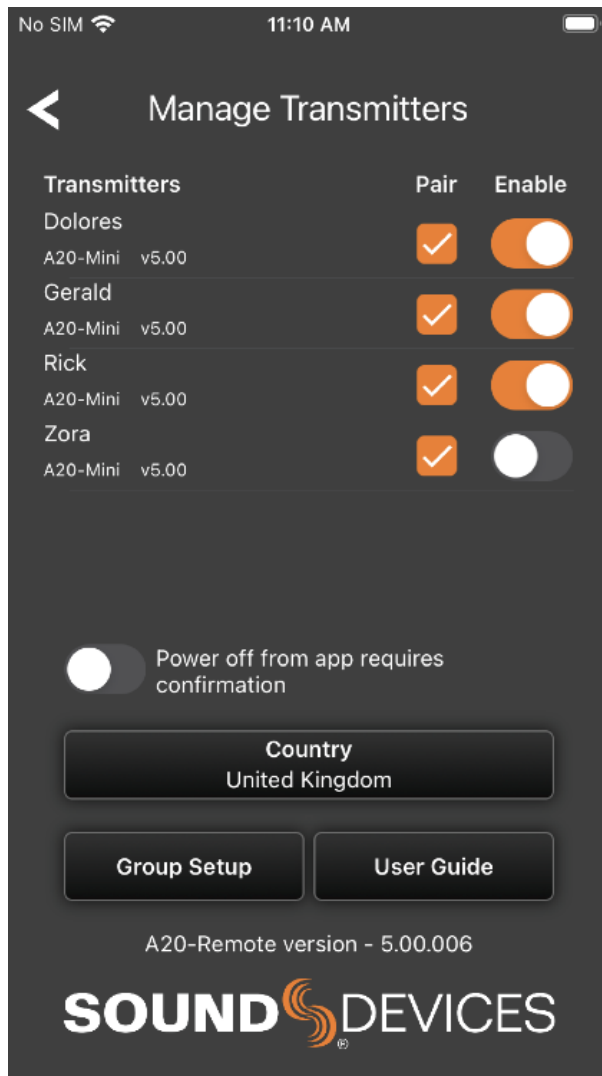 No SIM 11:10 AM
Manage Transmitters
Transmitters Pair Enable
Dolores
A20-Mini v5.00
Gerald
A20-Mini v5.00
Rick
A20-Mini v5.00
Zora
A20-Mini v5.00
Power off from app requires
confirmation
Country
United Kingdom
Group Setup User Guide
A20-Remote version - 5.00.006
SOUND DEVICES ®